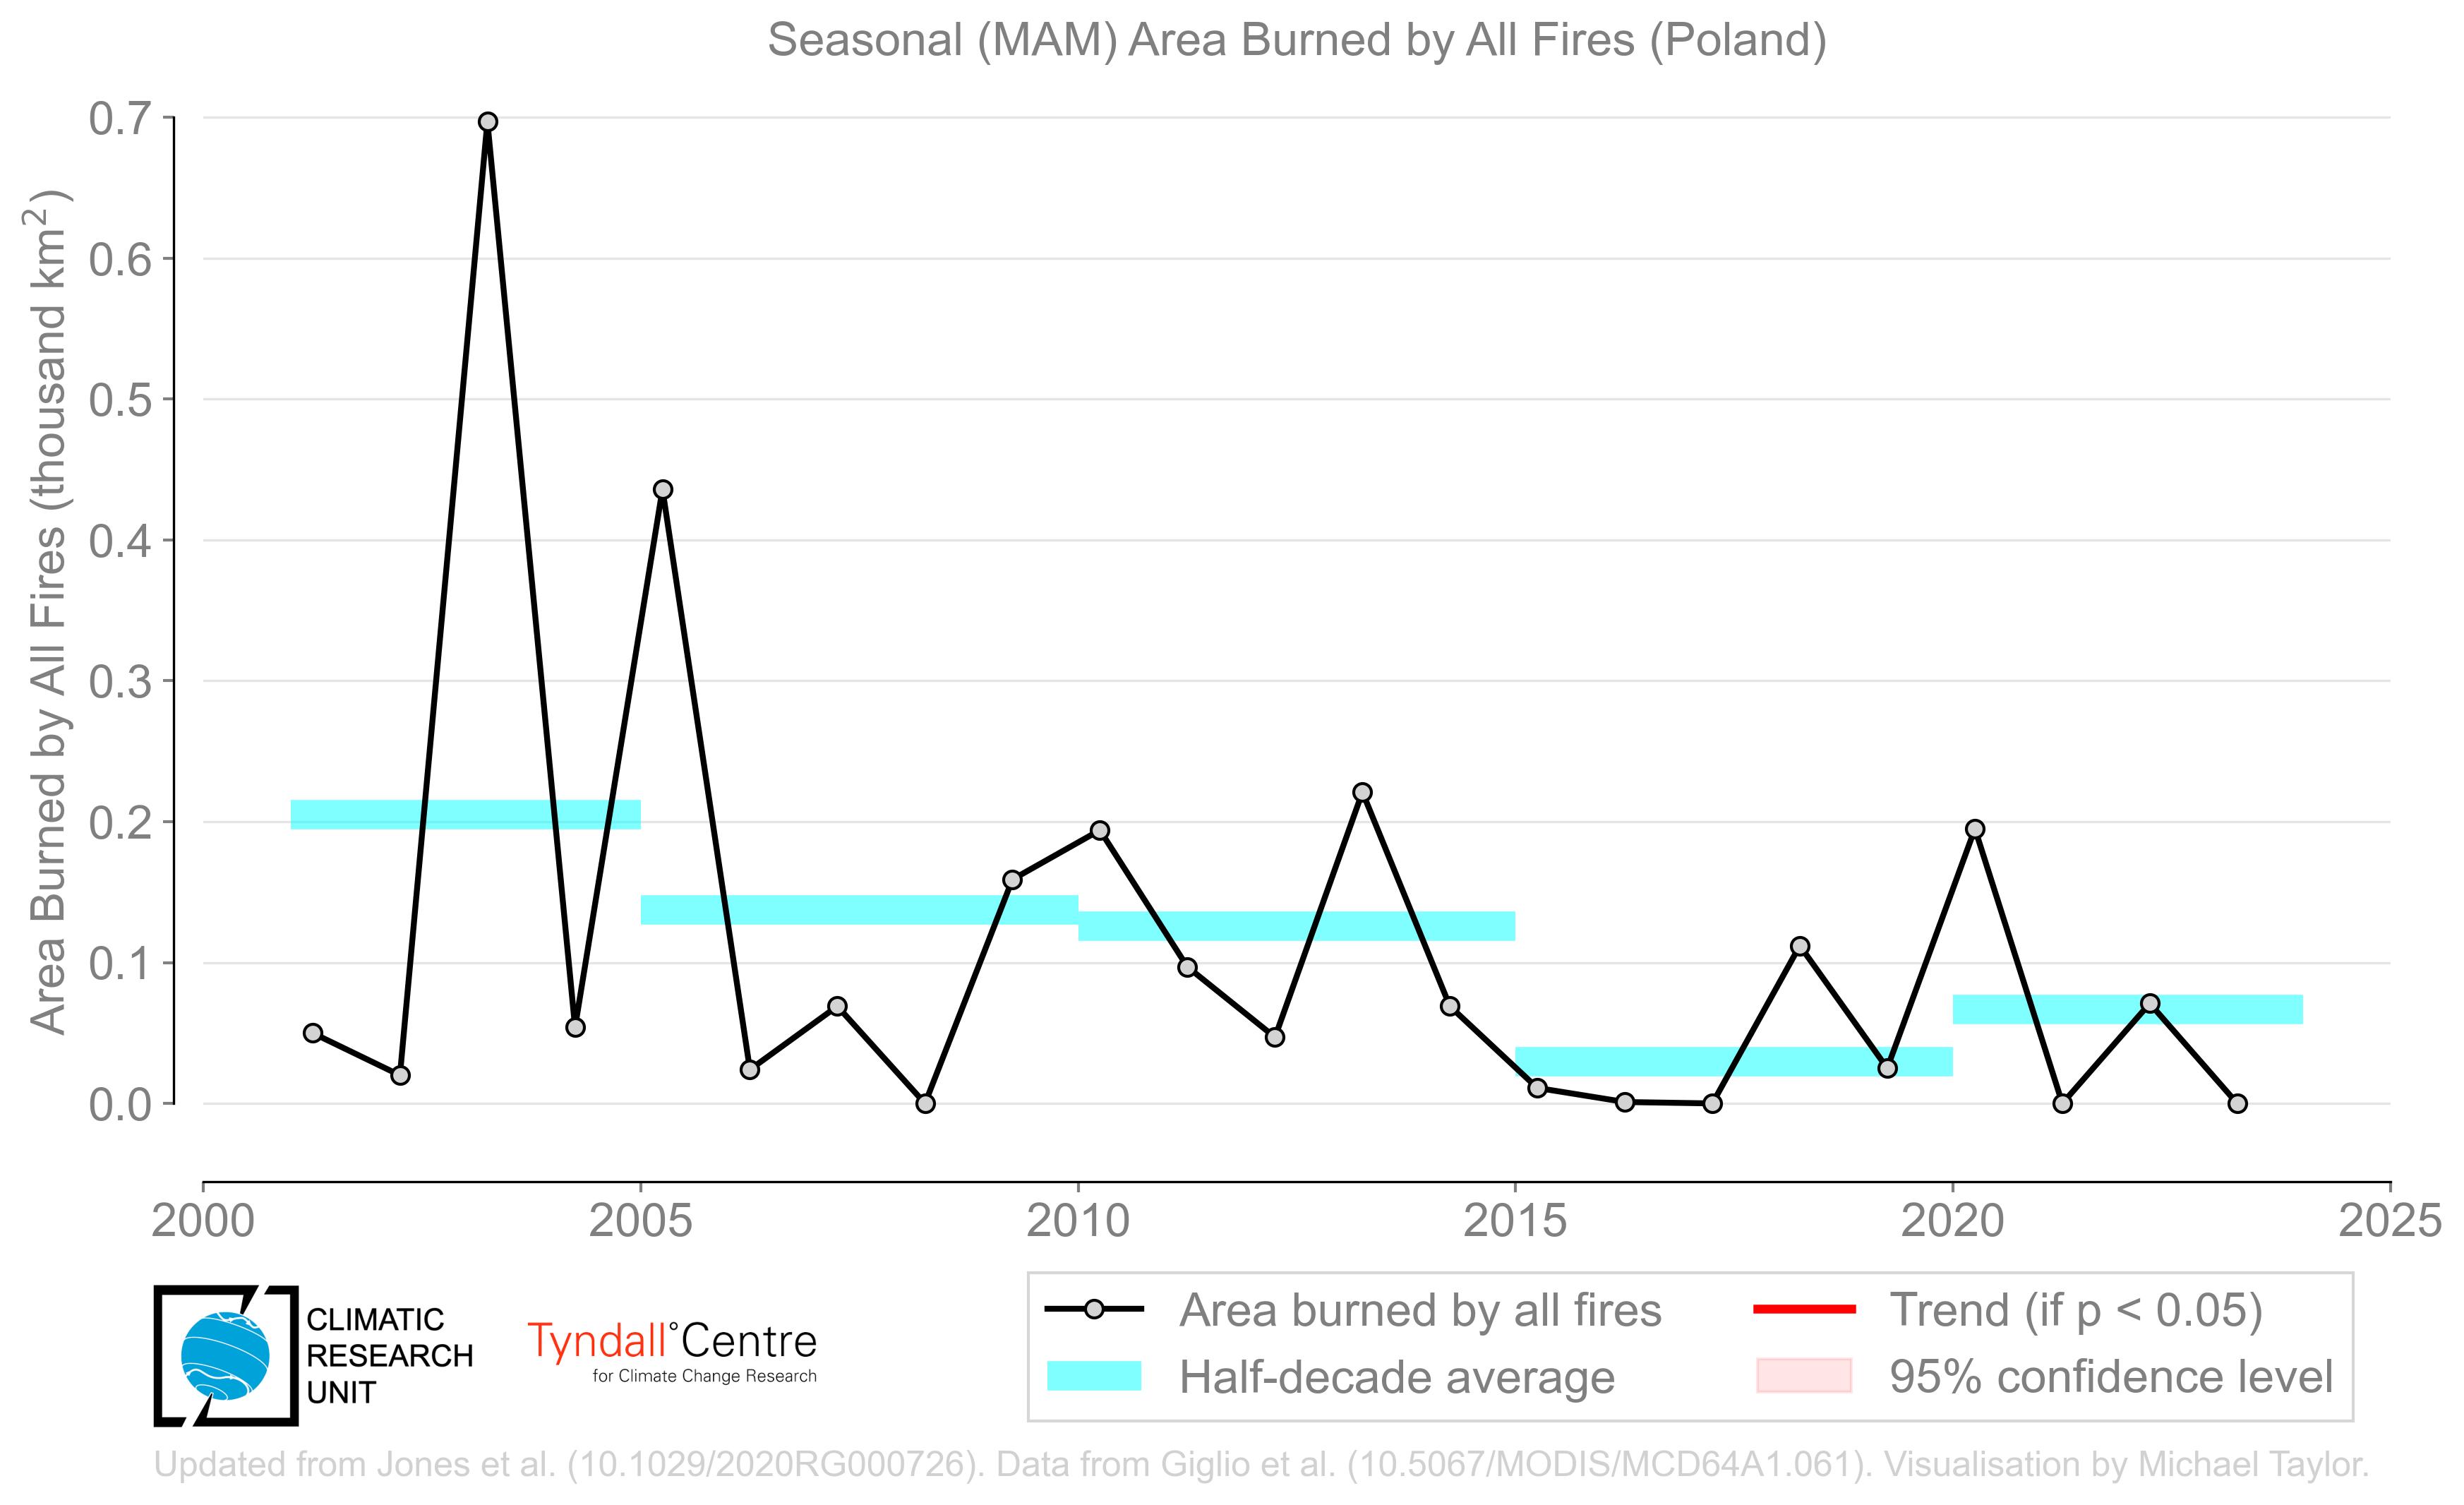 Seasonal (MAM) Area Burned by All Fires (Poland)
Area Burned by All Fires (thousand km²)
0.7
0.6
0.5
0.4
0.3
0.2
0.1
0.0
2000 2005 2010 2015 2020 2025
CLIMATIC
RESEARCH
UNIT
Tyndall°Centre
for Climate Change Research
Area burned by all fires
Half-decade average
Trend (if p < 0.05)
95% confidence level
Updated from Jones et al. (10.1029/2020RG000726). Data from Giglio et al. (10.5067/MODIS/MCD64A1.061). Visualisation by Michael Taylor.